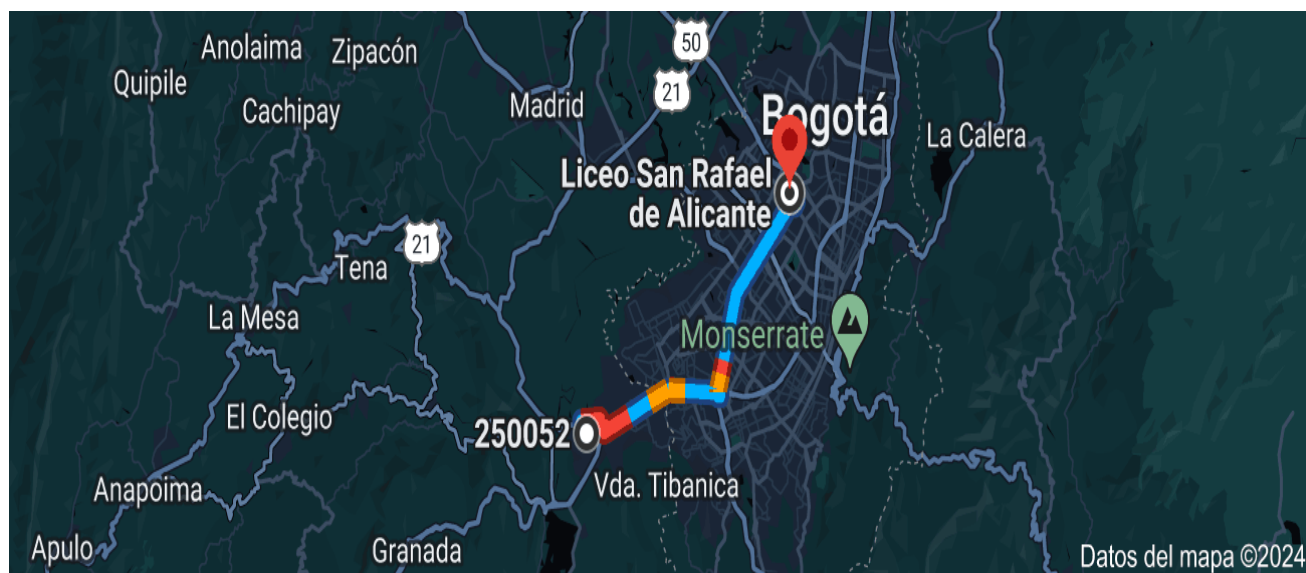 Anolaima
Zipacón
50
Quipile
21
Madrid
Cachipay
Bogotá
La Calera
Liceo San Rafael
de Alicante
21
Tena
La Mesa
Monserrate
El Colegio
250052
Anapoima
Vda. Tibanica
Apulo
Granada
Datos del mapa ©2024